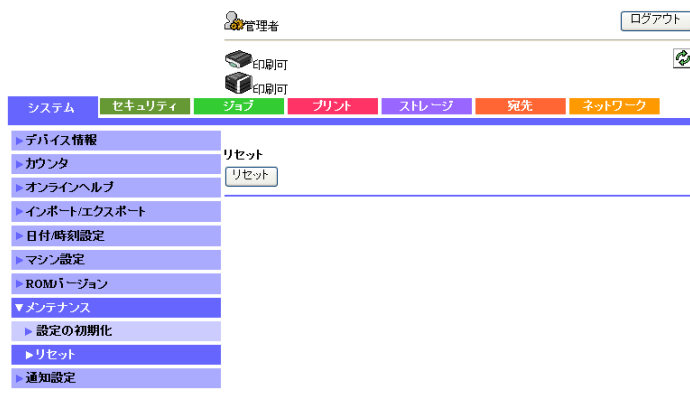 管理者
ログアウト
印刷可
印刷可
システム
セキュリティ
ジョブ
プリント
ストレージ
宛先
ネットワーク
デバイス情報
カウンタ
オンラインヘルプ
インポート/エクスポート
日付/時刻設定
マシン設定
ROMバージョン
メンテナンス
設定の初期化
リセット
通知設定
リセット
リセット